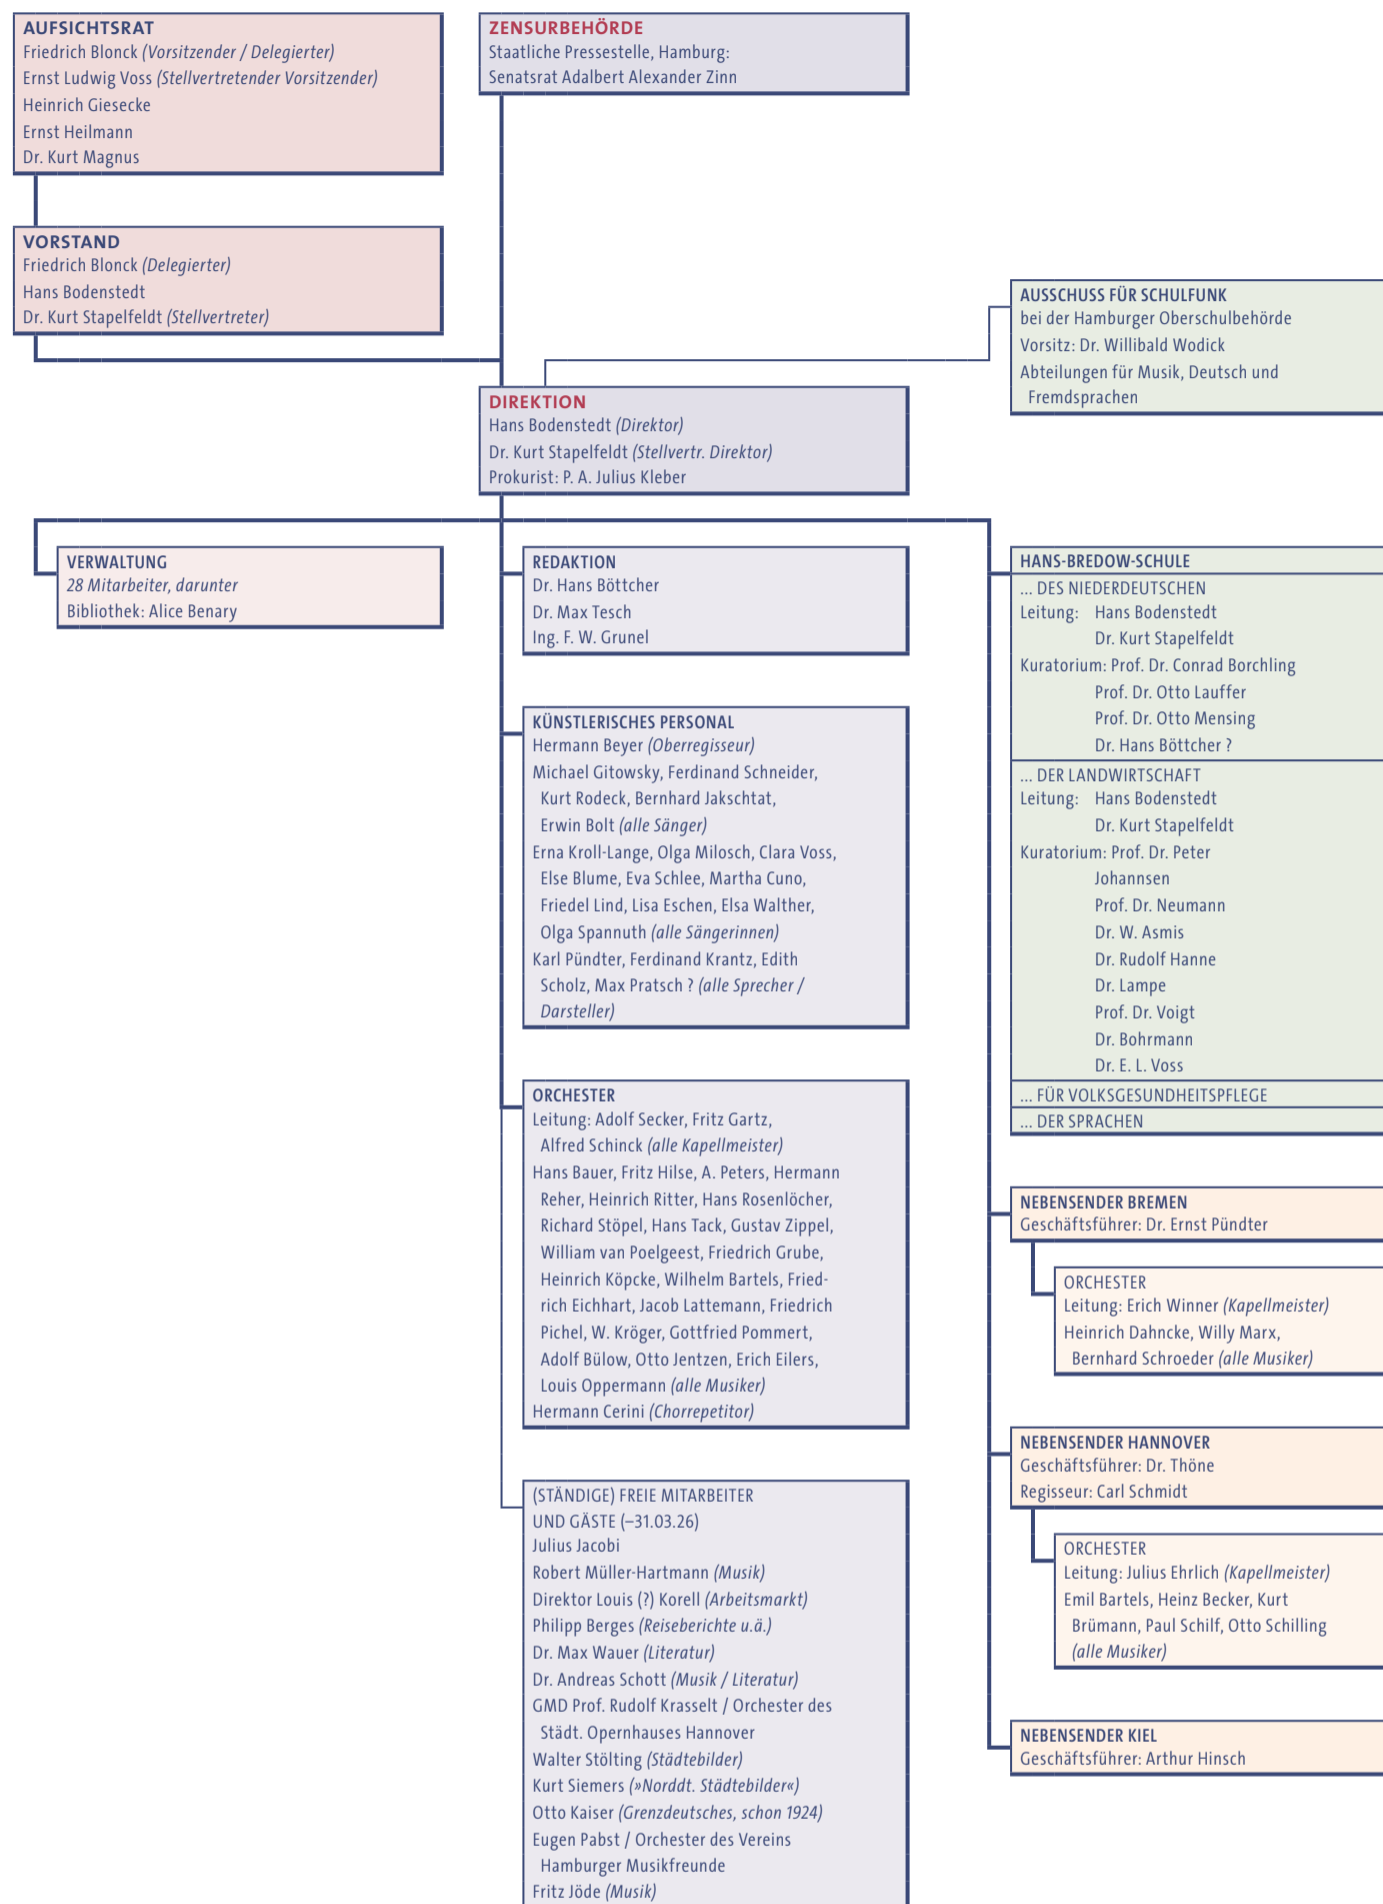 AUFSICHTSRAT
Friedrich Blonck (Vorsitzender / Delegierter)
Ernst Ludwig Voss (Stellvertretender Vorsitzender)
Heinrich Giesecke
Ernst Heilmann
Dr. Kurt Magnus
ZENSURBEHÖRDE
Staatliche Pressestelle, Hamburg:
Senatsrat Adalbert Alexander Zinn
VORSTAND
Friedrich Blonck (Delegierter)
Hans Bodenstedt
Dr. Kurt Stapelfeldt (Stellvertreter)
AUSSCHUSS FÜR SCHULFUNK
bei der Hamburger Oberschulbehörde
Vorsitz: Dr. Willibald Wodick
Abteilungen für Musik, Deutsch und
Fremdsprachen
DIREKTION
Hans Bodenstedt (Direktor)
Dr. Kurt Stapelfeldt (Stellvertr. Direktor)
Prokurist: P. A. Julius Kleber
VERWALTUNG
28 Mitarbeiter, darunter
Bibliothek: Alice Benary
REDAKTION
Dr. Hans Böttcher
Dr. Max Tesch
Ing. F. W. Grunel
KÜNSTLERISCHES PERSONAL
Hermann Beyer (Oberregisseur)
Michael Gitowsky, Ferdinand Schneider,
Kurt Rodeck, Bernhard Jakschtat,
Erwin Bolt (alle Sänger)
Erna Kroll-Lange, Olga Milosch, Clara Voss,
Else Blume, Eva Schlee, Martha Cuno,
Friedel Lind, Lisa Eschen, Elsa Walther,
Olga Spannuth (alle Sängerinnen)
Karl Pündter, Ferdinand Krantz, Edith
Scholz, Max Pratsch ? (alle Sprecher /
Darsteller)
ORCHESTER
Leitung: Adolf Secker, Fritz Gartz,
Alfred Schinck (alle Kapellmeister)
Hans Bauer, Fritz Hilse, A. Peters, Hermann
Reher, Heinrich Ritter, Hans Rosenlöcher,
Richard Stöpel, Hans Tack, Gustav Zippel,
William van Poelgeest, Friedrich Grube,
Heinrich Köpcke, Wilhelm Bartels, Fried-
rich Eichhart, Jacob Lattemann, Friedrich
Pichel, W. Kröger, Gottfried Pommert,
Adolf Bülow, Otto Jentzen, Erich Eilers,
Louis Oppermann (alle Musiker)
Hermann Cerini (Chorrepetitor)
(STÄNDIGE) FREIE MITARBEITER
UND GÄSTE (–31.03.26)
Julius Jacobi
Robert Müller-Hartmann (Musik)
Direktor Louis (?) Korell (Arbeitsmarkt)
Philipp Berges (Reiseberichte u.ä.)
Dr. Max Wauer (Literatur)
Dr. Andreas Schott (Musik / Literatur)
GMD Prof. Rudolf Krasselt / Orchester des
Städt. Opernhauses Hannover
Walter Stölting (Städtebilder)
Kurt Siemers (»Norddt. Städtebilder«)
Otto Kaiser (Grenzdeutsches, schon 1924)
Eugen Pabst / Orchester des Vereins
Hamburger Musikfreunde
Fritz Jöde (Musik)
HANS-BREDOW-SCHULE
... DES NIEDERDEUTSCHEN
Leitung: Hans Bodenstedt
Dr. Kurt Stapelfeldt
Kuratorium: Prof. Dr. Conrad Borchling
Prof. Dr. Otto Lauffer
Prof. Dr. Otto Mensing
Dr. Hans Böttcher ?
... DER LANDWIRTSCHAFT
Leitung: Hans Bodenstedt
Dr. Kurt Stapelfeldt
Kuratorium: Prof. Dr. Peter
Johannsen
Prof. Dr. Neumann
Dr. W. Asmis
Dr. Rudolf Hanne
Dr. Lampe
Prof. Dr. Voigt
Dr. Bohrmann
Dr. E. L. Voss
... FÜR VOLKSGESUNDHEITSPFLEGE
... DER SPRACHEN
NEBENSENDER BREMEN
Geschäftsführer: Dr. Ernst Pündter
ORCHESTER
Leitung: Erich Winner (Kapellmeister)
Heinrich Dahncke, Willy Marx,
Bernhard Schroeder (alle Musiker)
NEBENSENDER HANNOVER
Geschäftsführer: Dr. Thöne
Regisseur: Carl Schmidt
ORCHESTER
Leitung: Julius Ehrlich (Kapellmeister)
Emil Bartels, Heinz Becker, Kurt
Brümann, Paul Schilf, Otto Schilling
(alle Musiker)
NEBENSENDER KIEL
Geschäftsführer: Arthur Hinsch